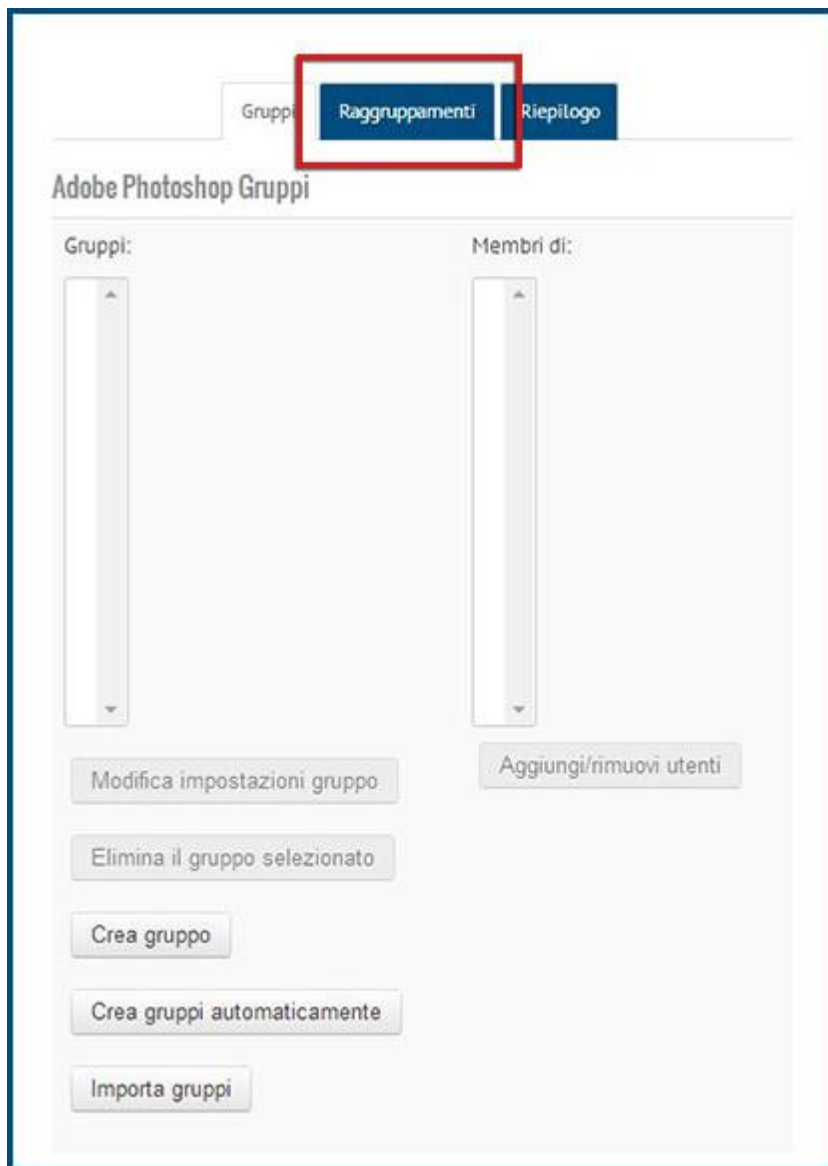 Gruppi Raggruppamenti Riepilogo
Adobe Photoshop Gruppi
Gruppi: Membri di:
Modifica impostazioni gruppo Aggiungi/rimuovi utenti
Elimina il gruppo selezionato
Crea gruppo
Crea gruppi automaticamente
Importa gruppi